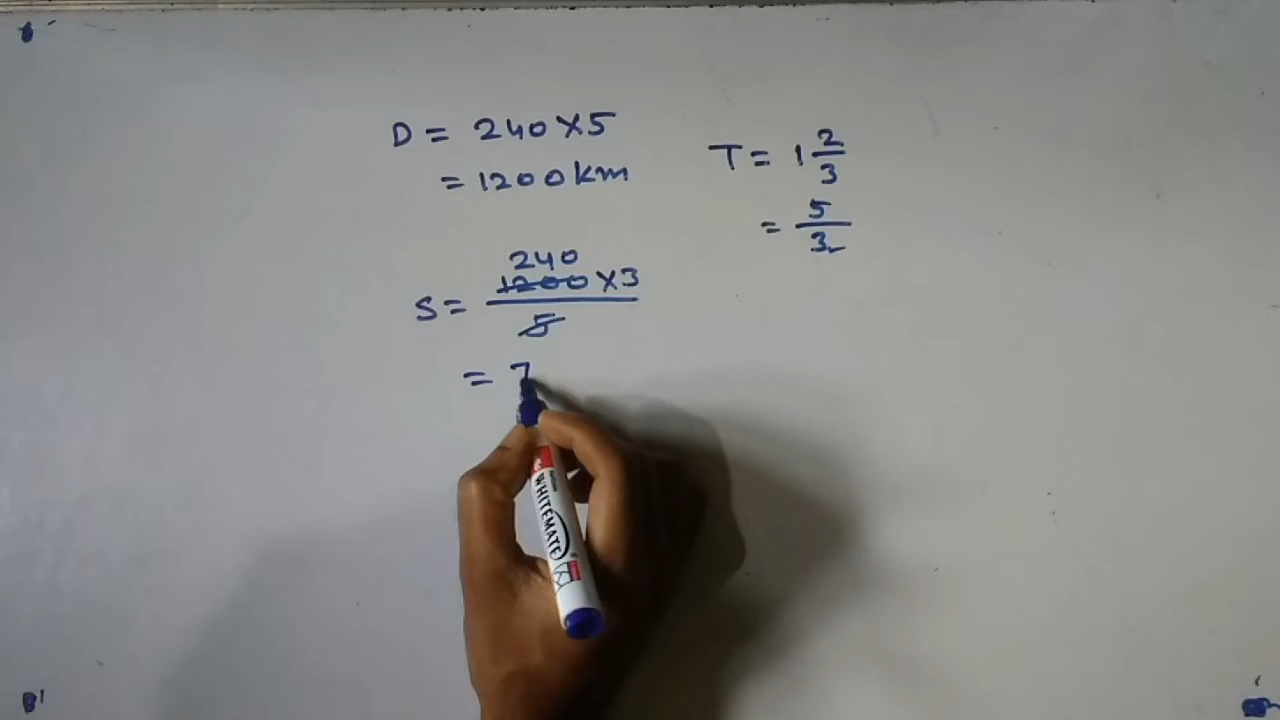 D = 240 X 5
= 1200 km
T = 1 2/3
= 5/3
240
S = 1200 X 3 / 5
= 7
WHITEMATE